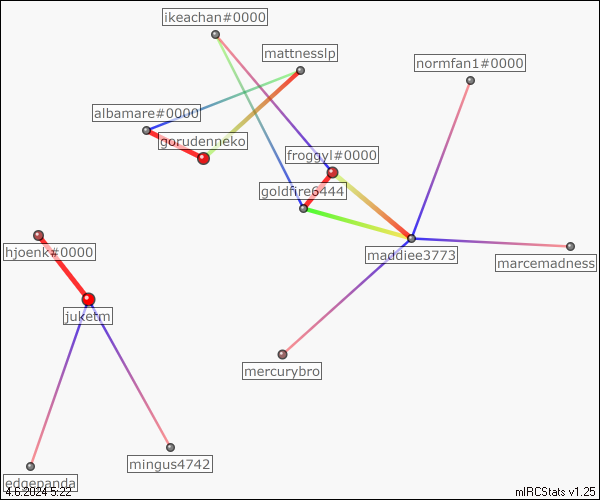 ikeachan#0000
mattnesslp
normfan1#0000
albamare#0000
gorudenneko
froggyl#0000
goldfire6444
maddiee3773
hjoenk#0000
marcemadness
juketm
mercurybro
mingus4742
edgepanda
4.6.2024 5:22
mIRCStats v1.25